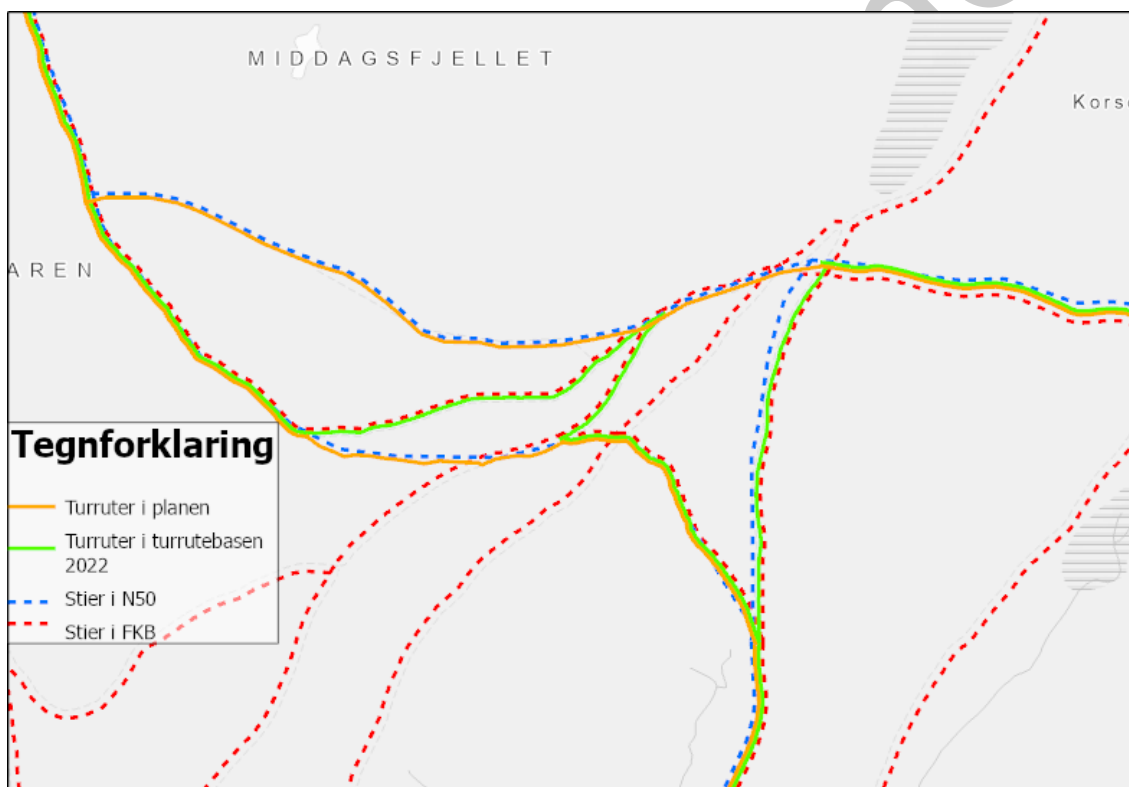 MIDDAGSFJELLET
Kors
AREN
Tegnforklaring
Turruter i planen
Turruter i turrutebasen
2022
Stier i N50
Stier i FKB